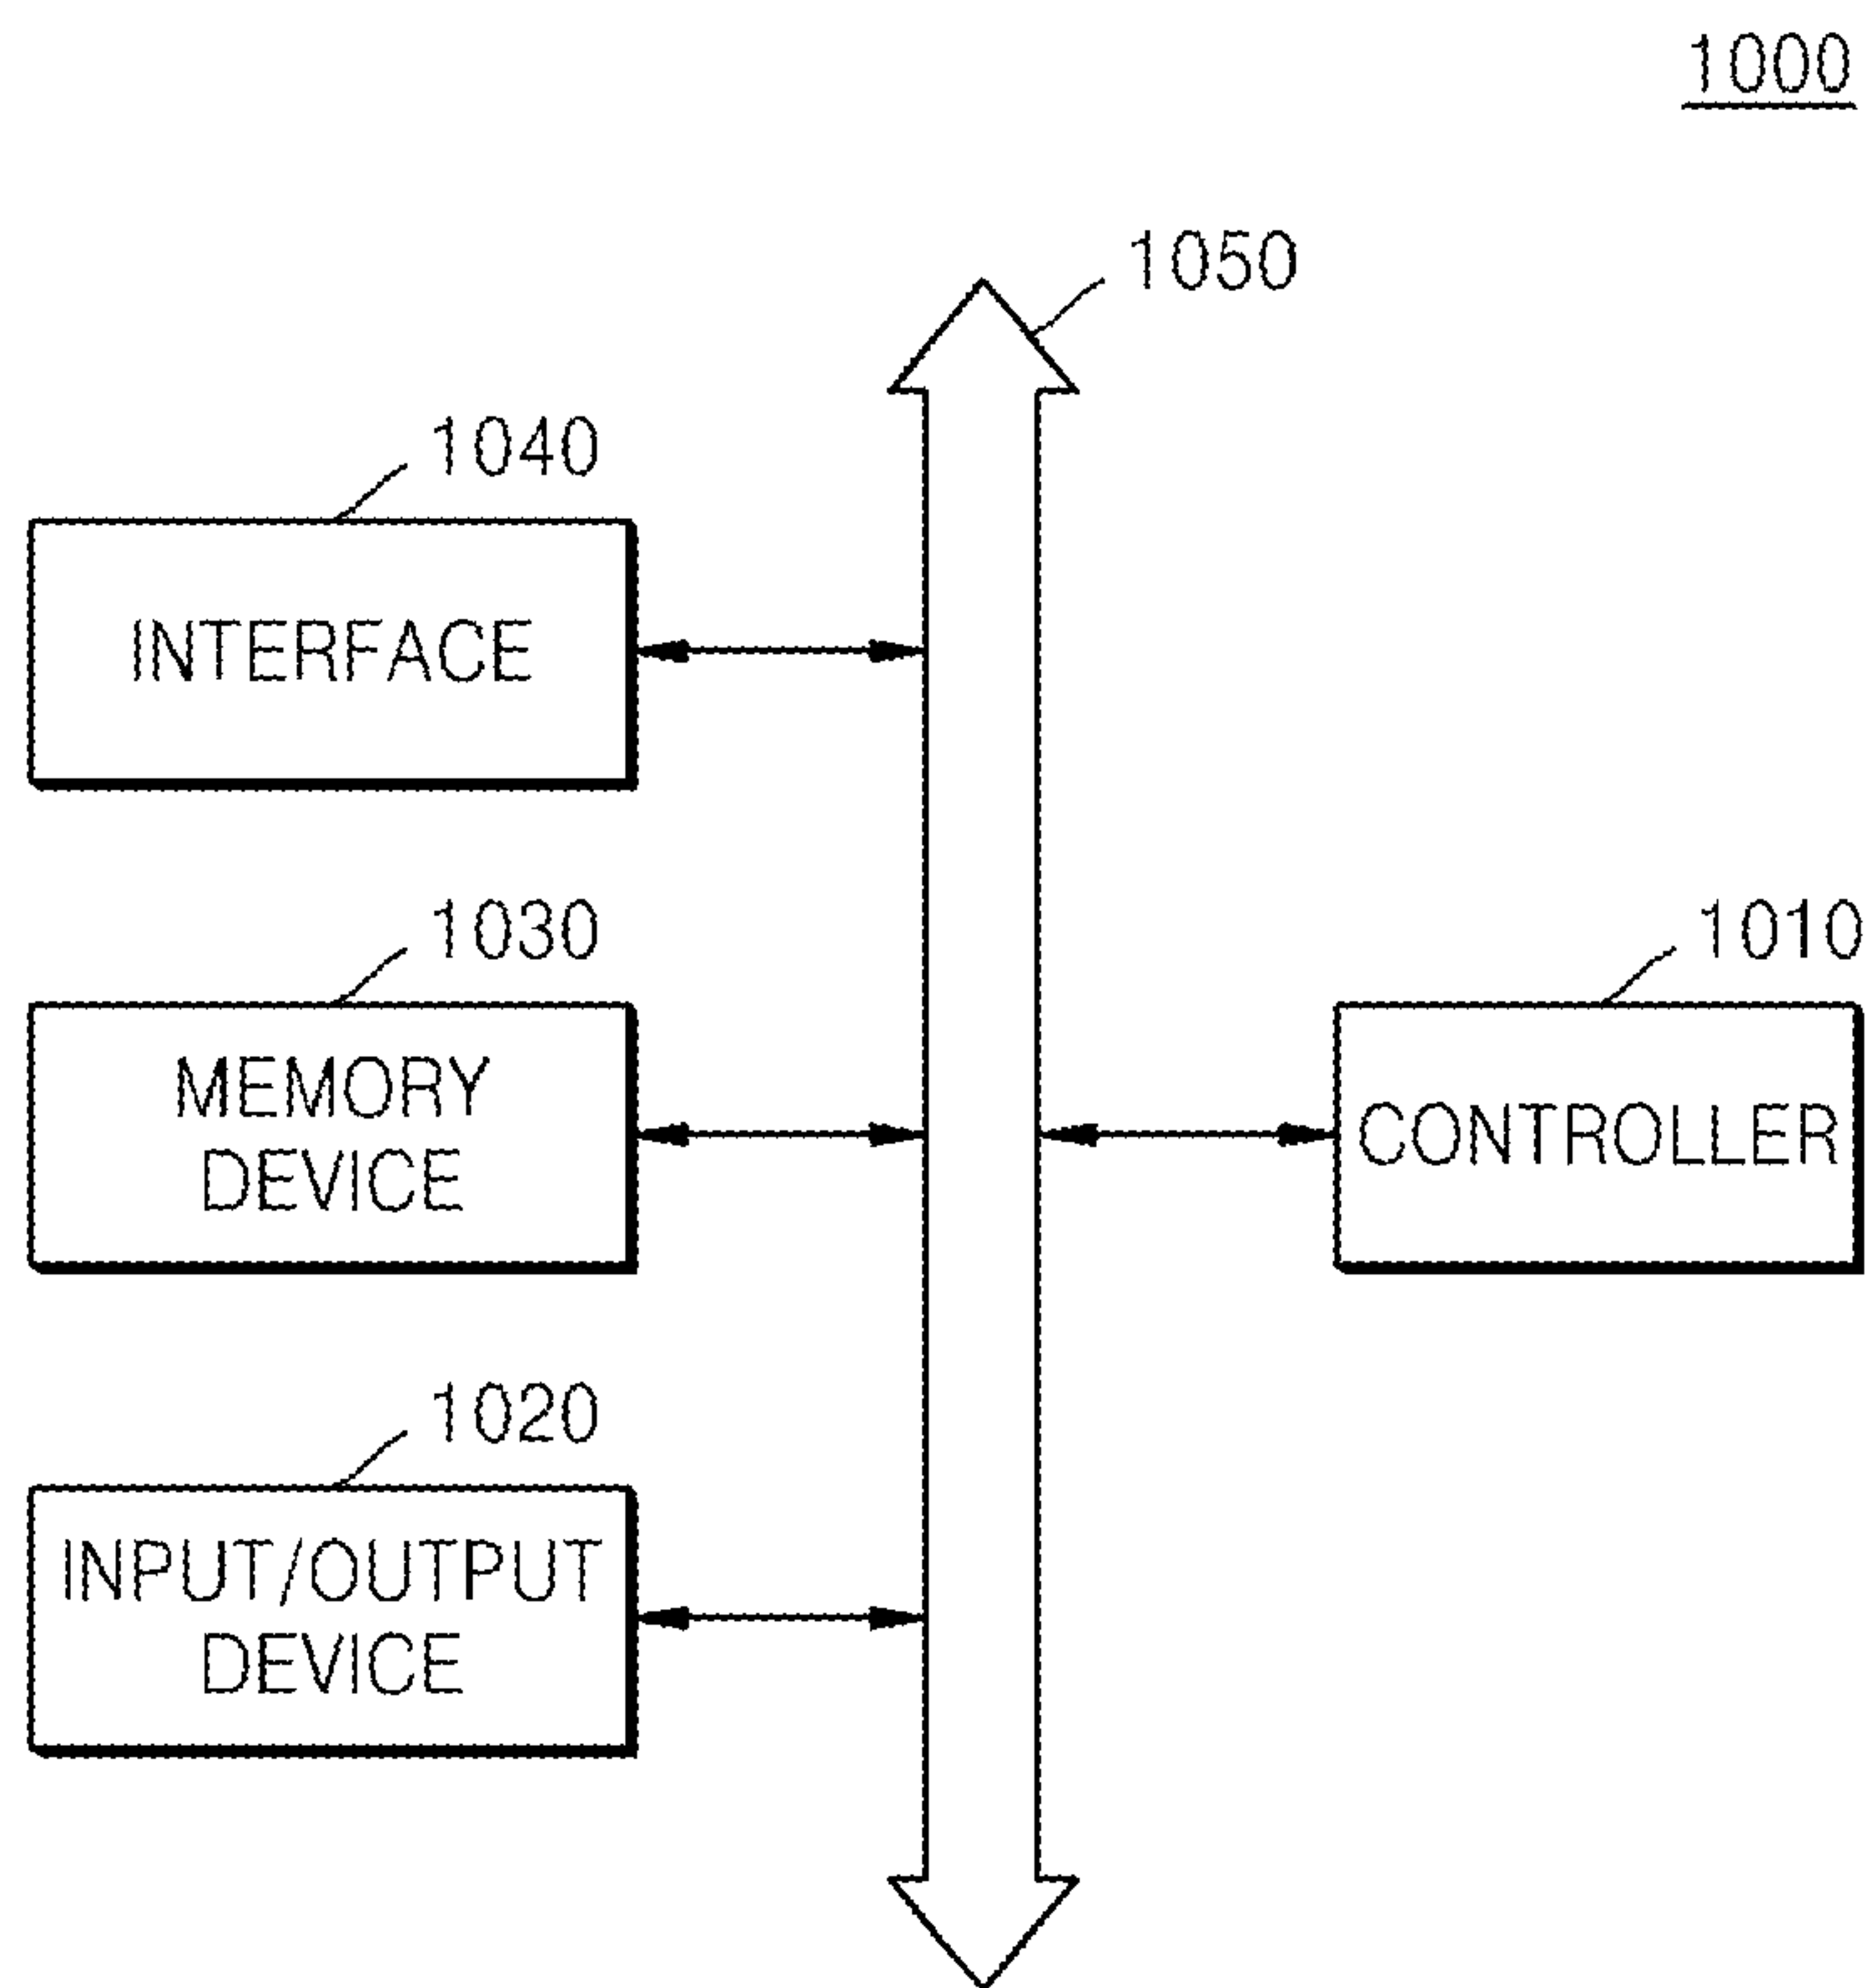 1000
1050
1040
INTERFACE
1030
MEMORY
DEVICE
1010
CONTROLLER
1020
INPUT/OUTPUT
DEVICE